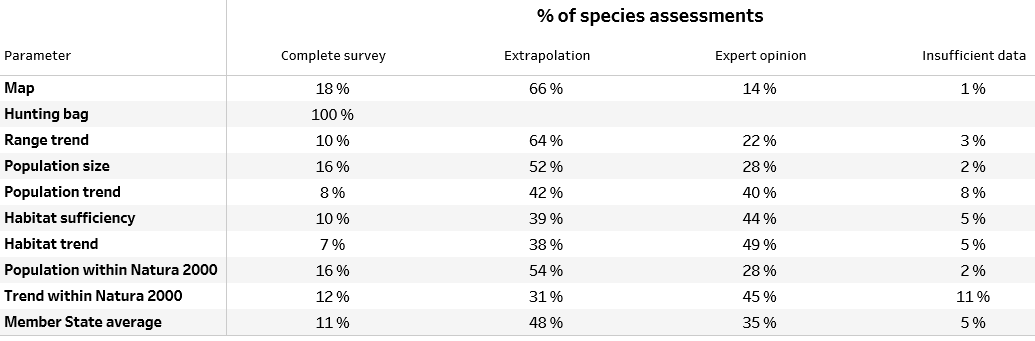 % of species assessments
Parameter Complete survey Extrapolation Expert opinion Insufficient data
Map 18 % 66 % 14 % 1 %
Hunting bag 100 %
Range trend 10 % 64 % 22 % 3 %
Population size 16 % 52 % 28 % 2 %
Population trend 8 % 42 % 40 % 8 %
Habitat sufficiency 10 % 39 % 44 % 5 %
Habitat trend 7 % 38 % 49 % 5 %
Population within Natura 2000 16 % 54 % 28 % 2 %
Trend within Natura 2000 12 % 31 % 45 % 11 %
Member State average 11 % 48 % 35 % 5 %